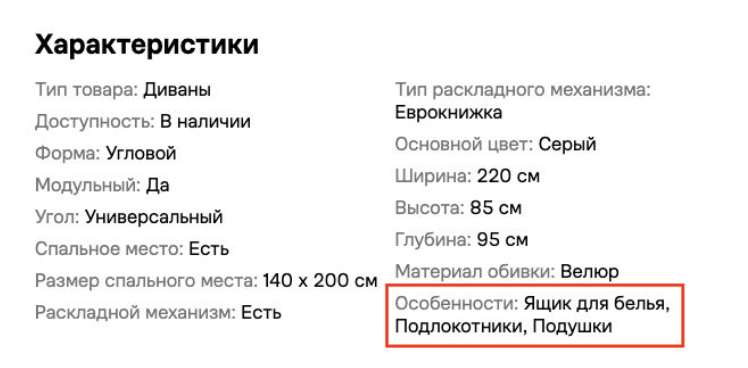 Характеристики
Тип товара: Диваны
Доступность: В наличии
Форма: Угловой
Модульный: Да
Угол: Универсальный
Спальное место: Есть
Размер спального места: 140 х 200 см
Раскладной механизм: Есть
Тип раскладного механизма:
Еврокнижка
Основной цвет: Серый
Ширина: 220 см
Высота: 85 см
Глубина: 95 см
Материал обивки: Велюр
Особенности: Ящик для белья,
Подлокотники, Подушки